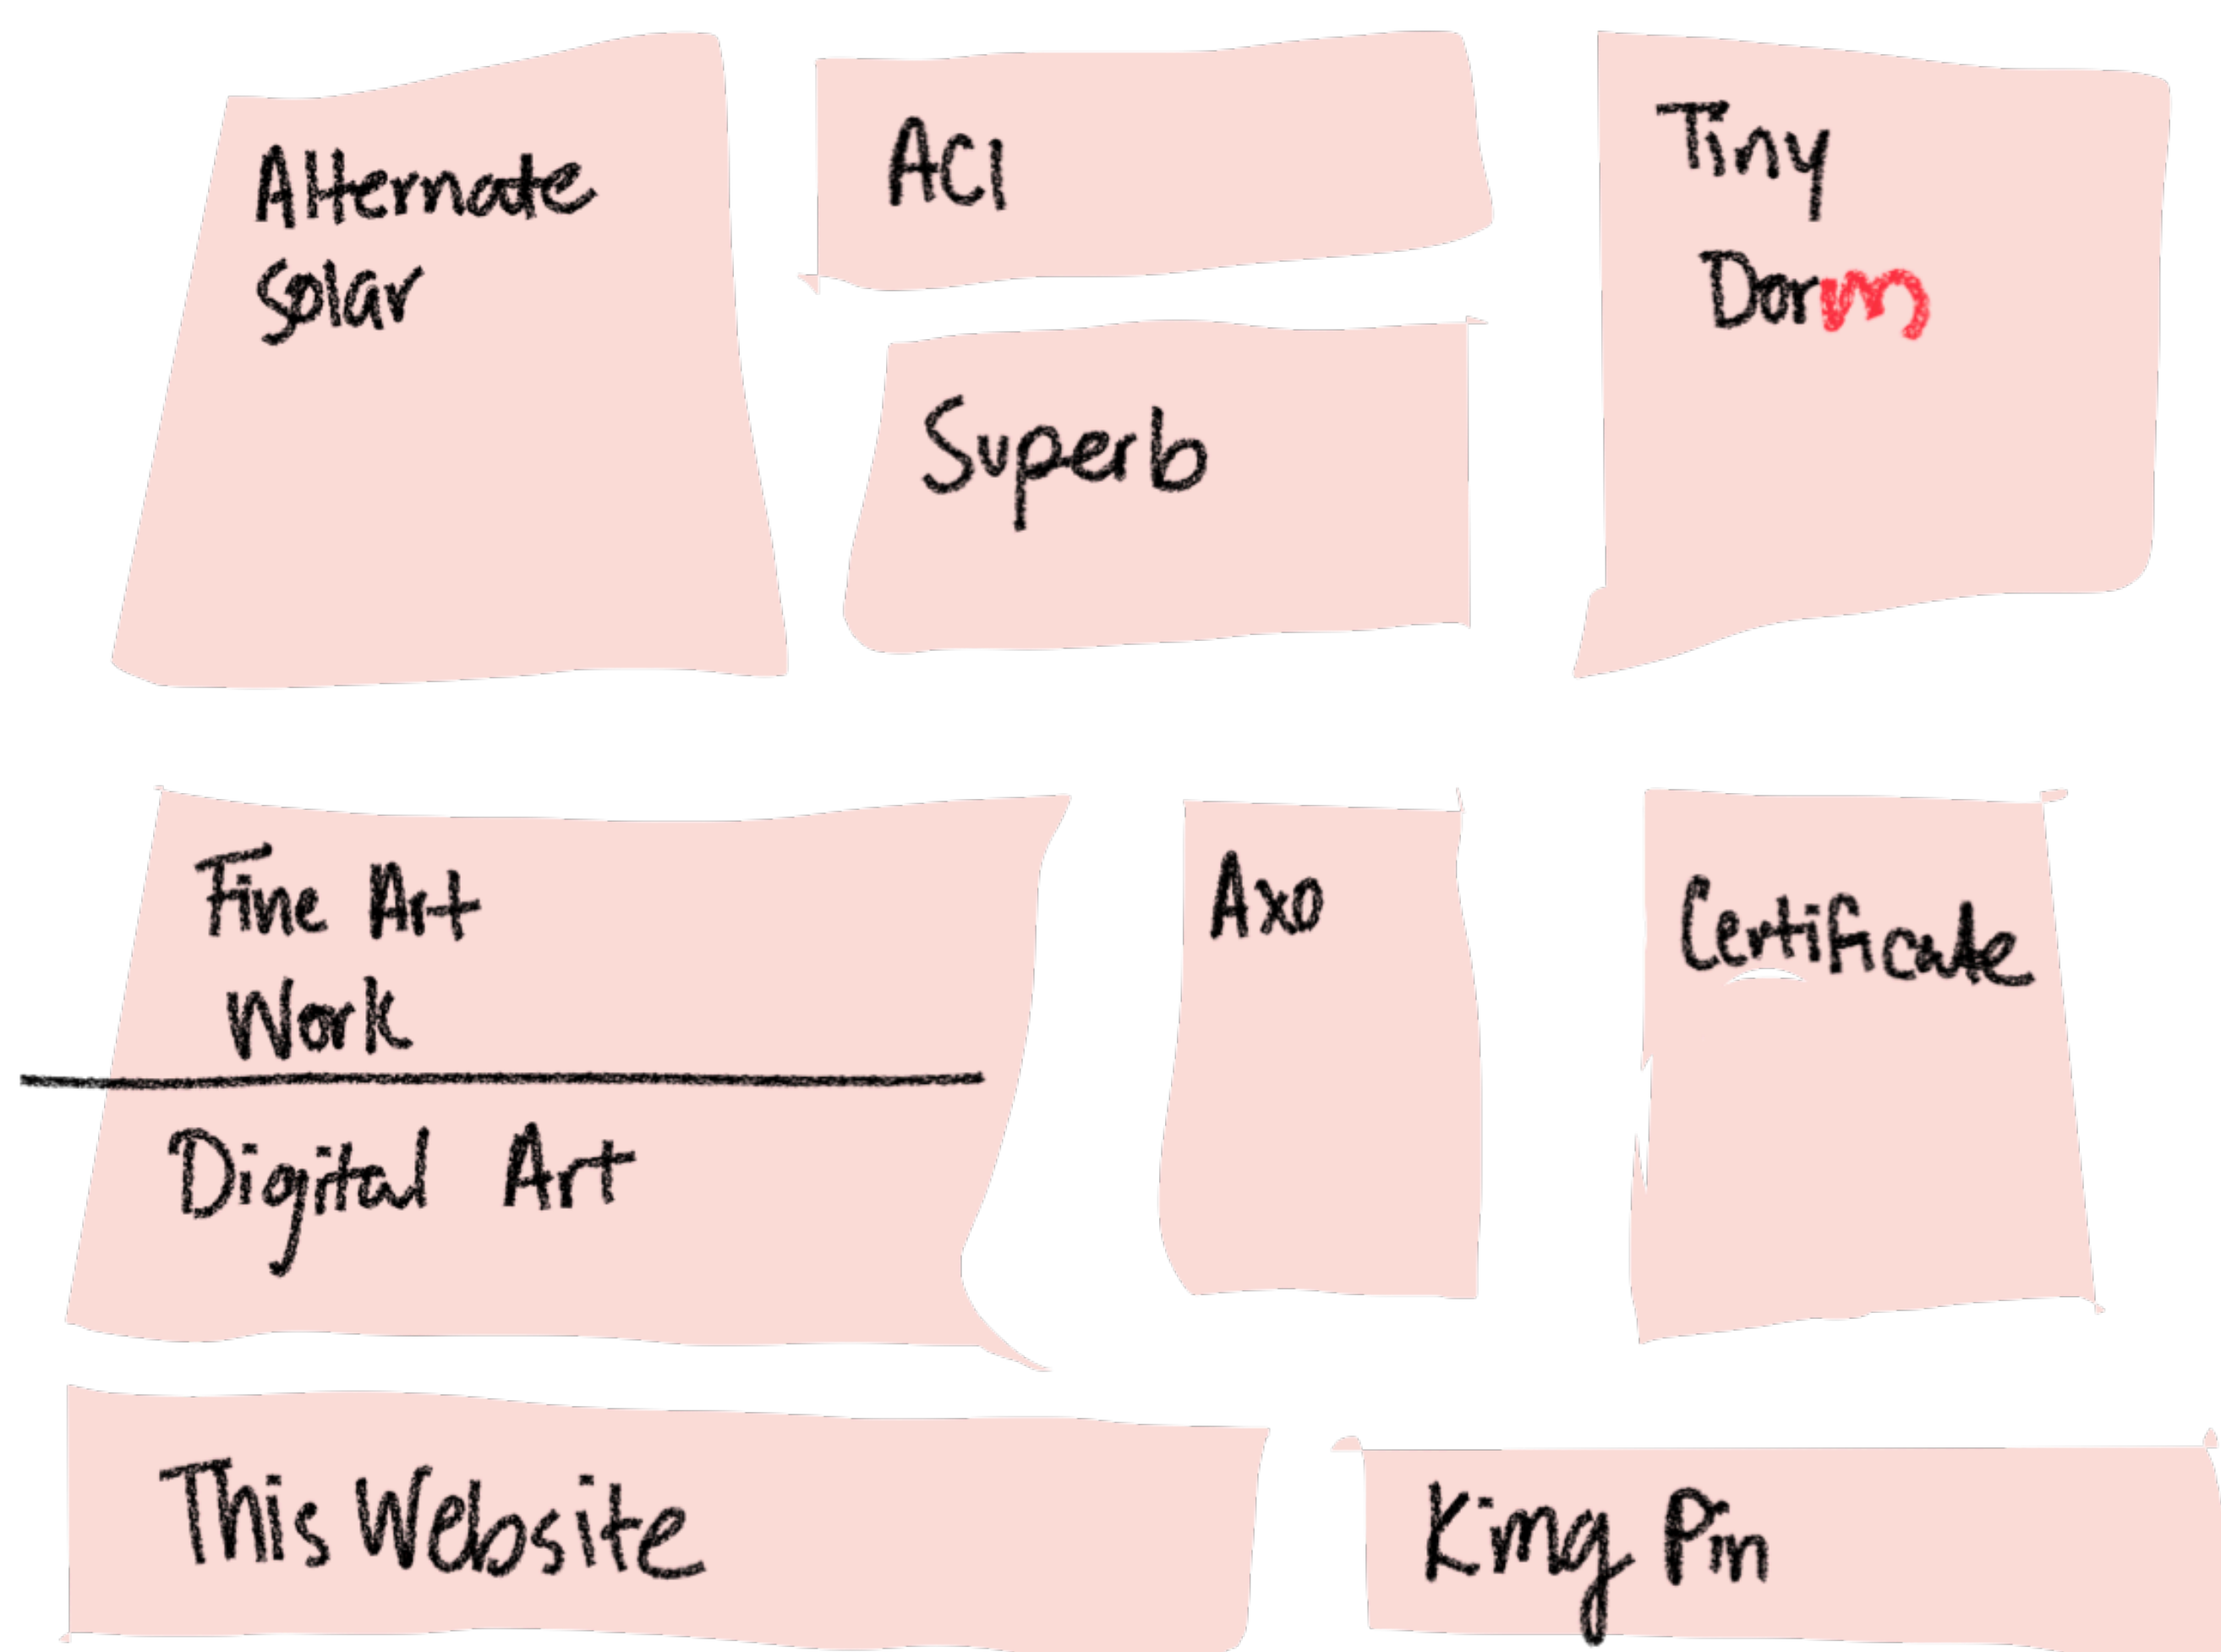 Alternate
Solar
ACI
Superb
Tiny
Dorm
Fine Art
Work
Digital Art
Axo
Certificate
This Website
King Pin